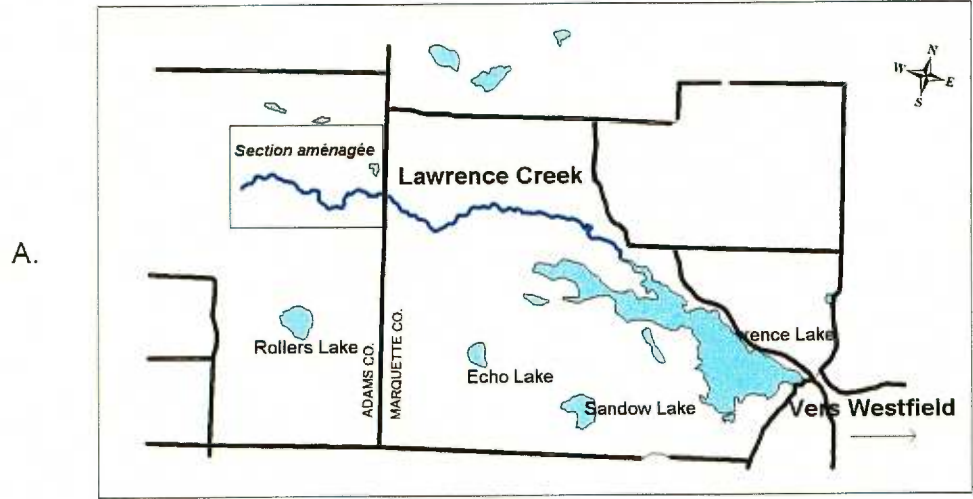 A.
N
W E
S
Section aménagée
Lawrence Creek
rence Lake
Rollers Lake
ADAMS CO.
MARQUETTE CO.
Echo Lake
Sandow Lake
Vers Westfield